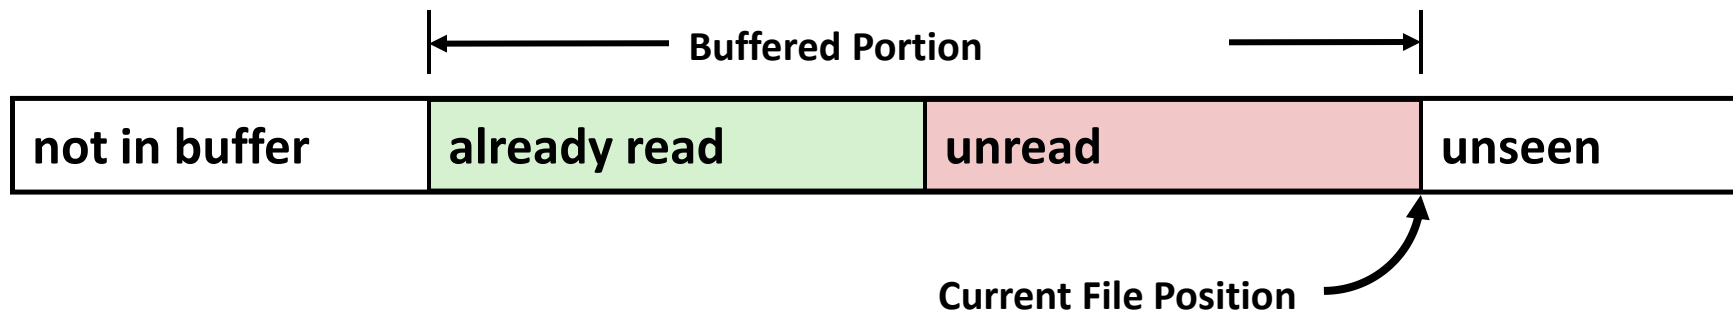 Buffered Portion
not in buffer
already read
unread
unseen
Current File Position